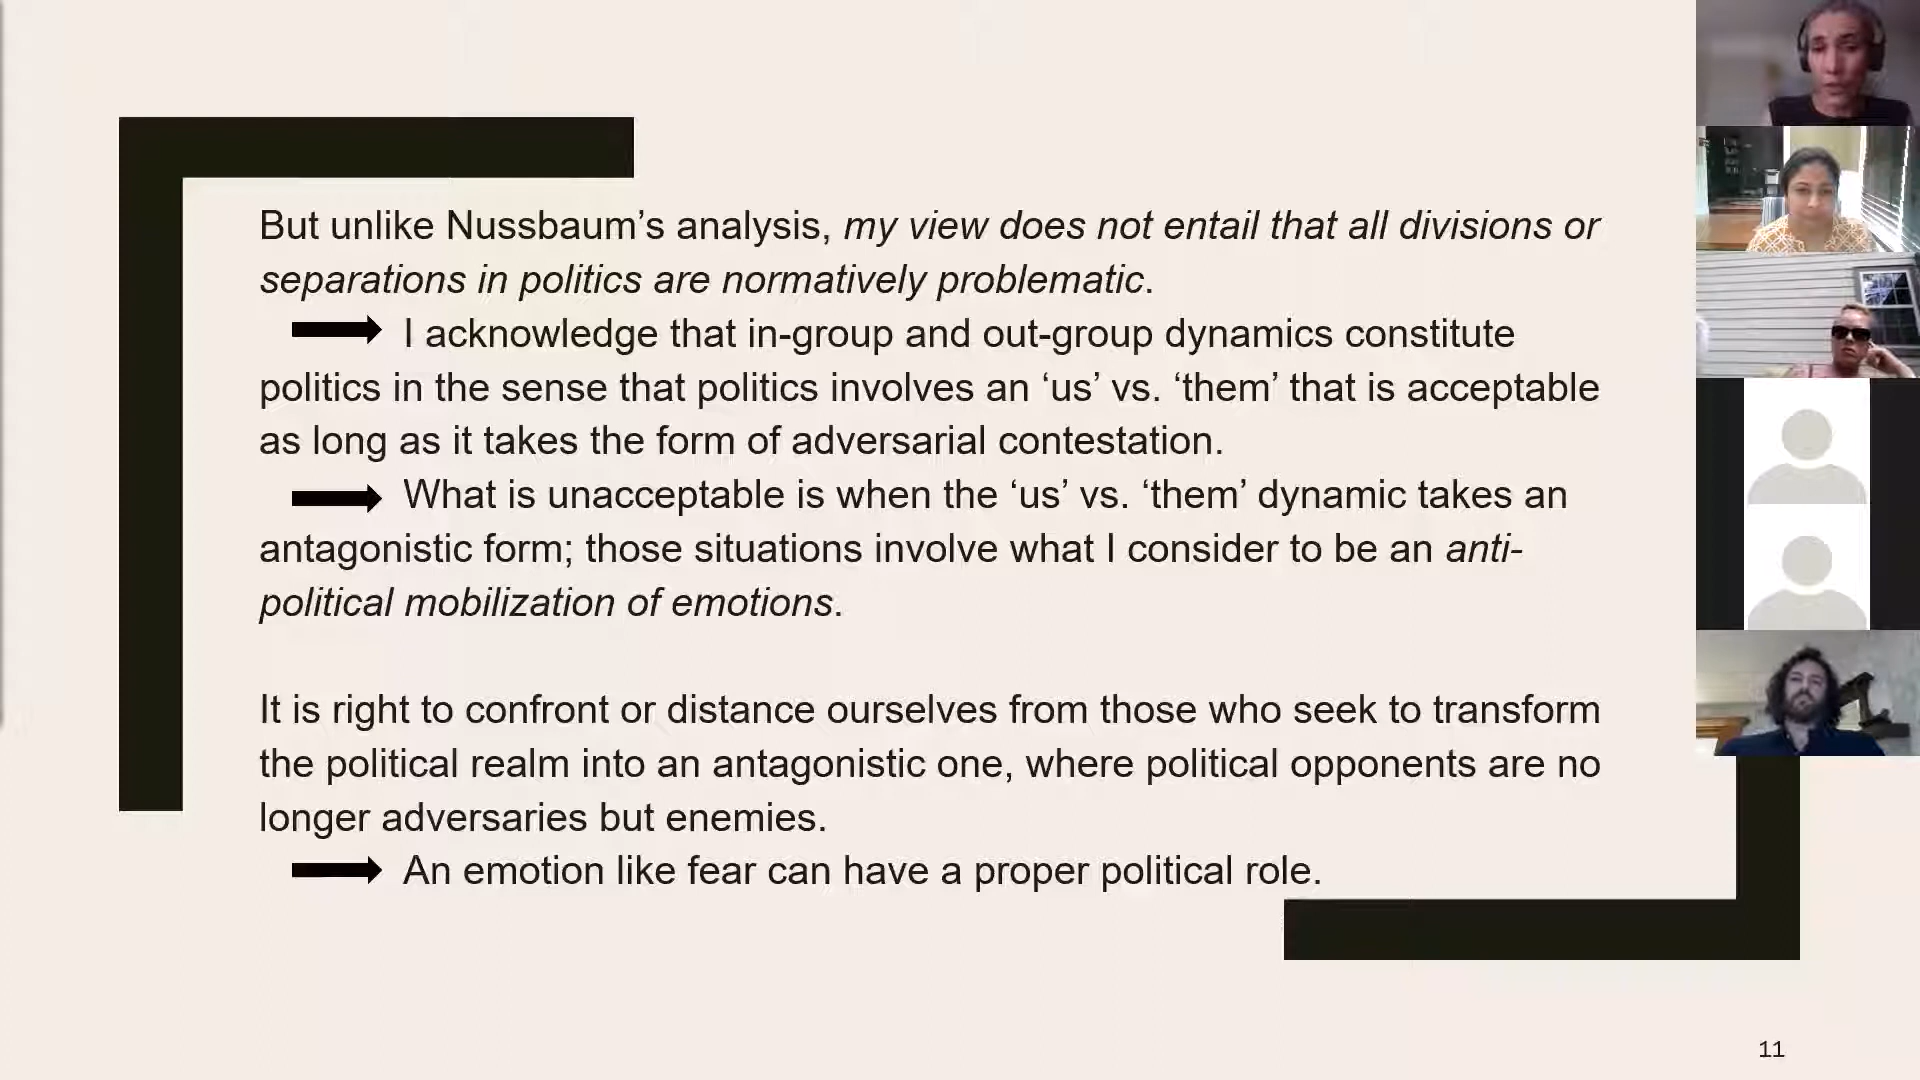 But unlike Nussbaum’s analysis, my view does not entail that all divisions or
separations in politics are normatively problematic.
I acknowledge that in-group and out-group dynamics constitute
politics in the sense that politics involves an ‘us’ vs. ‘them’ that is acceptable
as long as it takes the form of adversarial contestation.
What is unacceptable is when the ‘us’ vs. ‘them’ dynamic takes an
antagonistic form; those situations involve what I consider to be an anti-
political mobilization of emotions.
It is right to confront or distance ourselves from those who seek to transform
the political realm into an antagonistic one, where political opponents are no
longer adversaries but enemies.
An emotion like fear can have a proper political role.
11